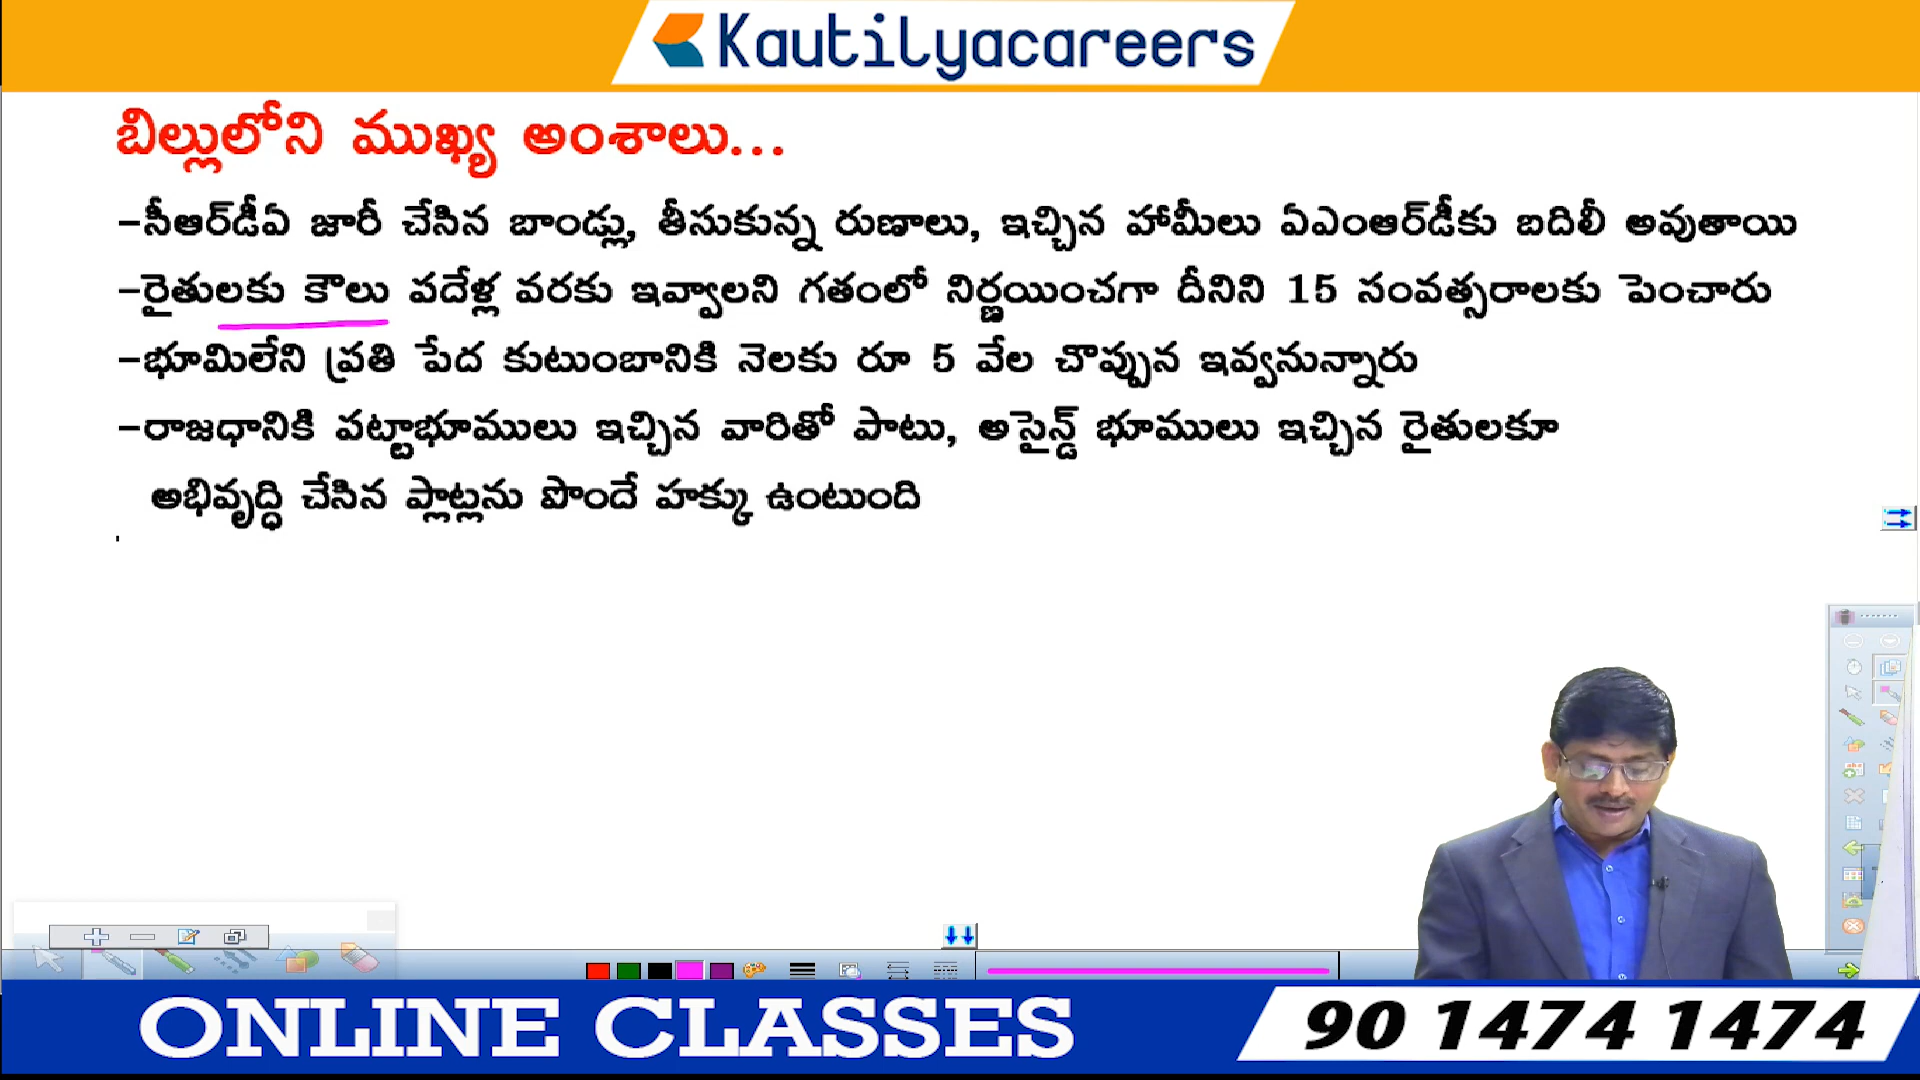 Kautilyacareers
బిల్లులోని ముఖ్య అంశాలు...
-సీఆర్‌డీఏ జారీ చేసిన బాండ్లు, తీసుకున్న రుణాలు, ఇచ్చిన హామీలు ఏఎంఆర్‌డీకు బదిలీ అవుతాయి
-రైతులకు కౌలు పదేళ్ల వరకు ఇవ్వాలని గతంలో నిర్ణయించగా దీనిని 15 సంవత్సరాలకు పెంచారు
-భూమిలేని ప్రతి పేద కుటుంబానికి నెలకు రూ 5 వేల చొప్పున ఇవ్వనున్నారు
-రాజధానికి పట్టాభూములు ఇచ్చిన వారితో పాటు, అసైన్డ్ భూములు ఇచ్చిన రైతులకూ
అభివృద్ధి చేసిన ప్లాట్లను పొందే హక్కు ఉంటుంది
ONLINE CLASSES
90 1474 1474